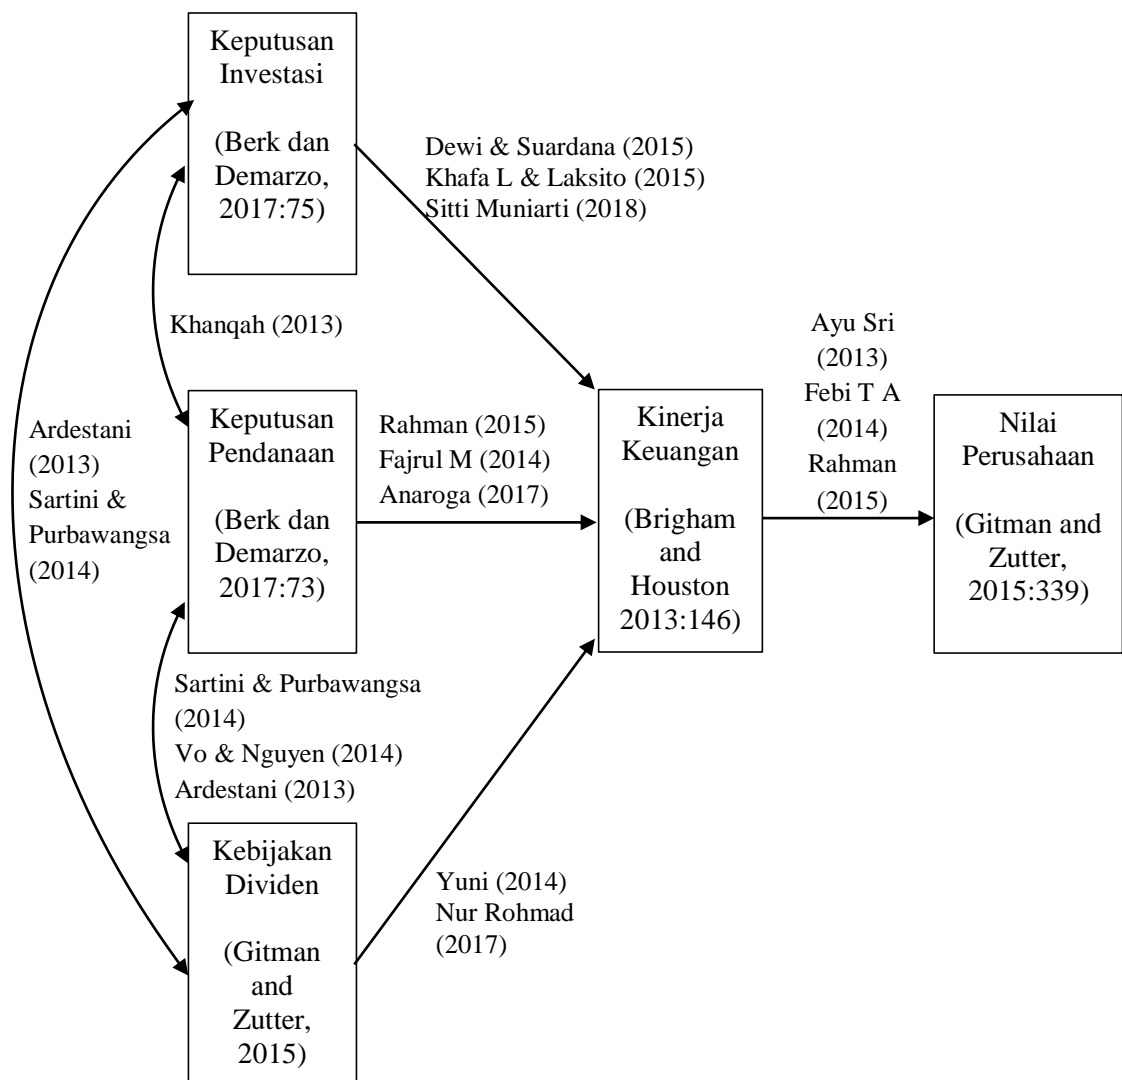 Keputusan
Investasi
(Berk dan
Demarzo,
2017:75)
Dewi & Suardana (2015)
Khafa L & Laksito (2015)
Sitti Muniarti (2018)
Khanqah (2013)
Ardestani
(2013)
Sartini &
Purbawangsa
(2014)
Keputusan
Pendanaan
(Berk dan
Demarzo,
2017:73)
Rahman (2015)
Fajrul M (2014)
Anaroga (2017)
Kinerja
Keuangan
(Brigham
and
Houston
2013:146)
Ayu Sri
(2013)
Febi T A
(2014)
Rahman
(2015)
Nilai
Perusahaan
(Gitman and
Zutter,
2015:339)
Sartini & Purbawangsa
(2014)
Vo & Nguyen (2014)
Ardestani (2013)
Kebijakan
Dividen
(Gitman
and
Zutter,
2015)
Yuni (2014)
Nur Rohmad
(2017)